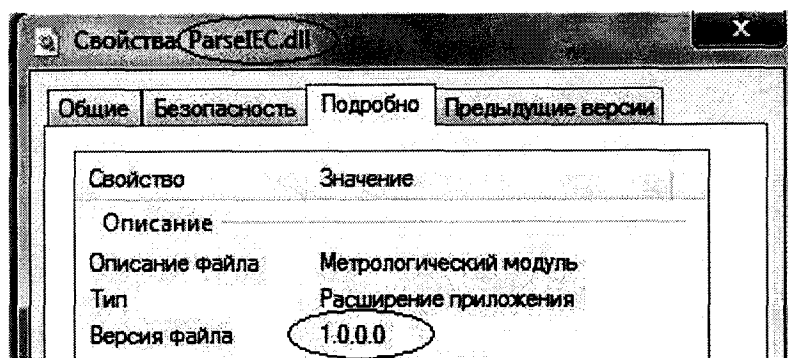 Свойства: ParseIEC.dll
X
Общие Безопасность Подробно Предыдущие версии
Свойство Значение
Описание
Описание файла Метрологический модуль
Тип Расширение приложения
Версия файла 1.0.0.0